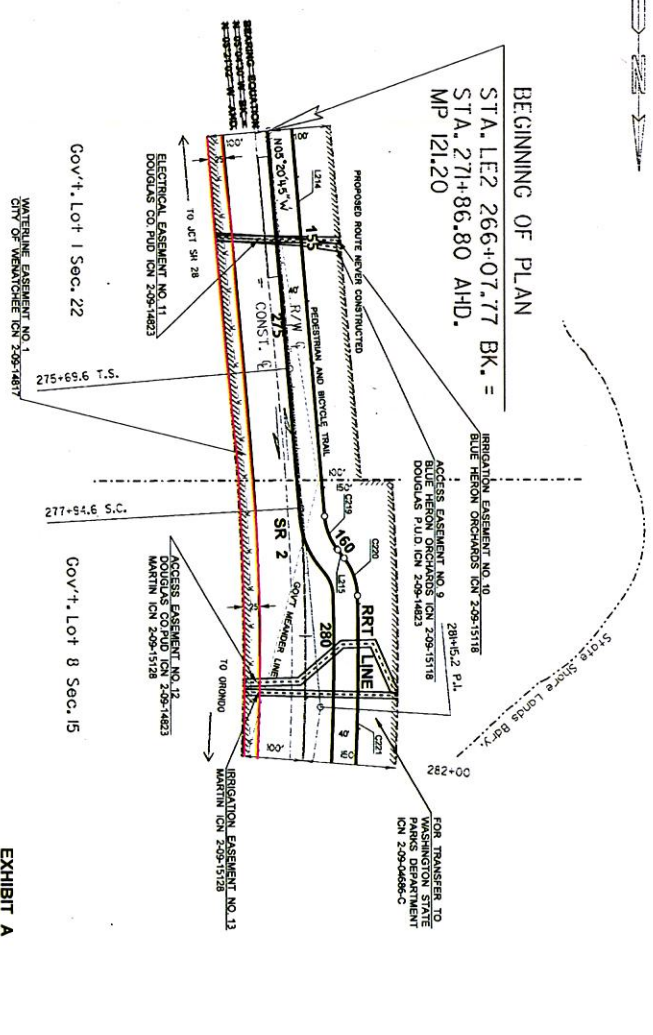 BEGINNING OF PLAN
STA. LE2 266+07.77 BK. =
STA. 271+86.80 AHD.
MP 121.20
State Shore Lands Bdry.
IRRIGATION EASEMENT NO. 10
BLUE HERON ORCHARDS ICN 2-09-15118
ACCESS EASEMENT NO. 9
BLUE HERON ORCHARDS ICN 2-09-15118
DOUGLAS P.U.D. ICN 2-09-14823
281+15.2 P.I.
282+00
FOR TRANSFER TO
WASHINGTON STATE
PARKS DEPARTMENT
ICN 2-09-04686-C
PROPOSED ROUTE NEVER CONSTRUCTED
100'
L214
155
PEDESTRIAN AND BICYCLE TRAIL
100'
C219
160
L215
C220
RRT LINE
C221
40'
N05°20'45"W
R/W ℄
275
CONST. ℄
SR 2
280
GOV'T MEANDER LINE
100'
35
100'
BEARING EQUATION
TO JCT SR 28
TO ORONDO
ELECTRICAL EASEMENT NO. 11
DOUGLAS CO. PUD ICN 2-09-14823
275+69.6 T.S.
277+94.6 S.C.
ACCESS EASEMENT NO. 12
DOUGLAS CO.PUD ICN 2-09-14823
MARTIN ICN 2-09-15128
IRRIGATION EASEMENT NO. 13
MARTIN ICN 2-09-15128
Gov't. Lot 1 Sec. 22
Gov't. Lot 8 Sec. 15
WATERLINE EASEMENT NO. 1
CITY OF WENATCHEE ICN 2-09-14817
EXHIBIT A